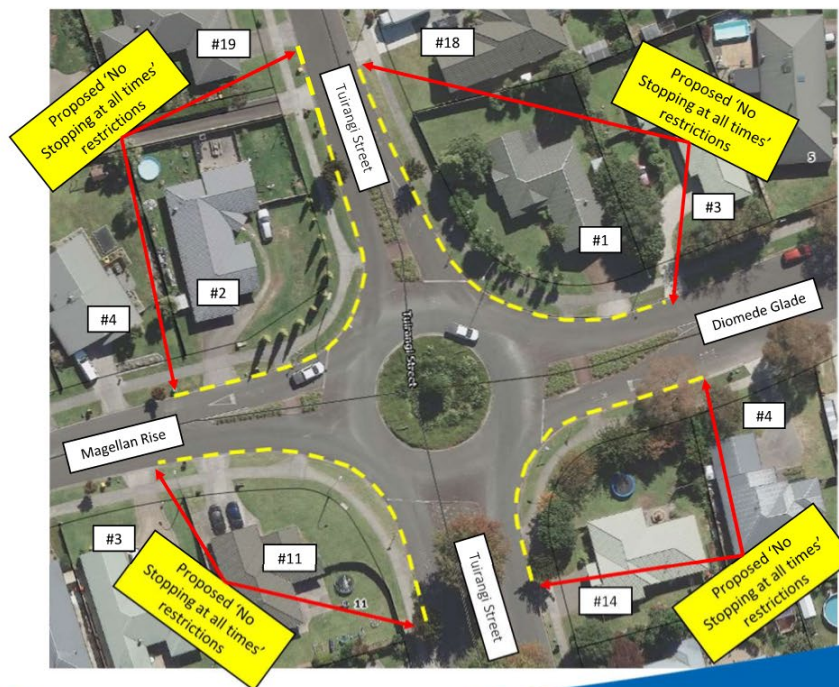 #19
#18
Proposed 'No
Stopping at all times'
restrictions
Proposed 'No
Stopping at all times'
restrictions
Tuirangi Street
5
#3
#1
#2
#4
Diomede Glade
Tuirangi Street
#4
Magellan Rise
#3
#11
11
Tuirangi Street
#14
Proposed 'No
Stopping at all times'
restrictions
Proposed 'No
Stopping at all times'
restrictions